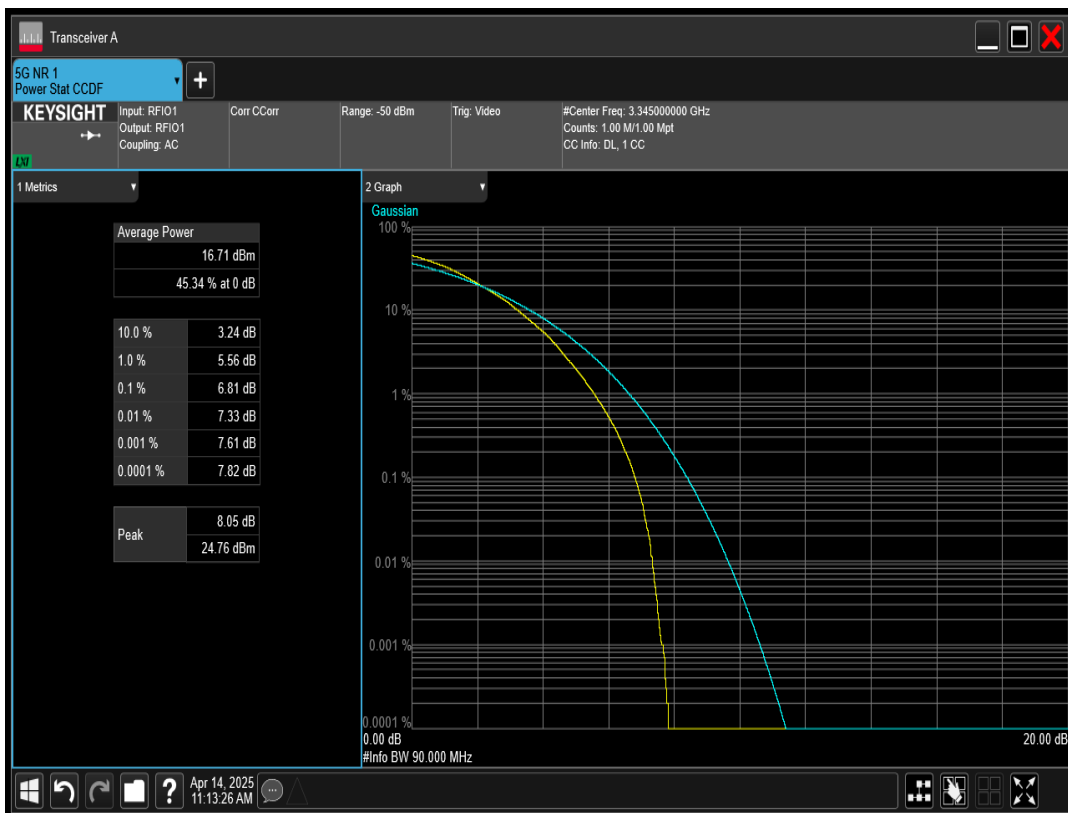 Transceiver A
5G NR 1
Power Stat CCDF
+
KEYSIGHT
LXI
Input: RFIO1
Output: RFIO1
Coupling: AC
Corr CCorr
Range: -50 dBm
Trig: Video
#Center Freq: 3.345000000 GHz
Counts: 1.00 M/1.00 Mpt
CC Info: DL, 1 CC
1 Metrics
Average Power
16.71 dBm
45.34 % at 0 dB
10.0 % 3.24 dB
1.0 % 5.56 dB
0.1 % 6.81 dB
0.01 % 7.33 dB
0.001 % 7.61 dB
0.0001 % 7.82 dB
Peak 8.05 dB
24.76 dBm
2 Graph
Gaussian
100 %
10 %
1 %
0.1 %
0.01 %
0.001 %
0.0001 %
0.00 dB 20.00 dB
#Info BW 90.000 MHz
?
Apr 14, 2025
11:13:26 AM